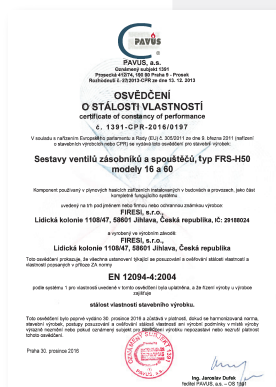 PAVUS
PAVUS, a.s.
Oznámený subjekt 1391
Prosecká 412/74, 190 00 Praha 9 - Prosek
Rozhodnutí č. 27/2013-CPR ze dne 13. 12. 2013
OSVĚDČENÍ
O STÁLOSTI VLASTNOSTÍ
certificate of constancy of performance
č. 1391-CPR-2016/0197
V souladu s nařízením Evropského parlamentu a Rady (EU) č. 305/2011 ze dne 9. března 2011 (nařízení
o stavebních výrobcích nebo CPR) se vydává toto osvědčení pro stavební výrobek:
Sestavy ventilů zásobníků a spouštěčů, typ FRS-H50
modely 16 a 60
Komponent používaný v plynových hasicích zařízeních instalovaných v budovách a provozech, jako část
kompletně fungujícího systému
uvedený na trh pod jménem nebo firmou nebo ochrannou známkou výrobce:
FIRESI, s.r.o.,
Lidická kolonie 1108/47, 58601 Jihlava, Česká republika, IČ: 29188024
a vyrobený ve výrobním závodě:
FIRESI, s.r.o.,
Lidická kolonie 1108/47, 58601 Jihlava, Česká republika
Toto osvědčení prokazuje, že všechna ustanovení týkající se posuzování a ověřování stálosti vlastností a
vlastností popsaných v příloze ZA normy
EN 12094-4:2004
podle systému 1 pro vlastnosti uvedené v tomto osvědčení byla uplatněna, a že řízení výroby u výrobce
zajišťuje
stálost vlastností stavebního výrobku.
Toto osvědčení bylo poprvé vydáno 30. prosince 2016 a zůstává v platnosti, dokud se harmonizovaná norma,
stavební výrobek, postupy posuzování a ověřování stálosti vlastností ani výrobní podmínky v místě výroby
výrazně nezmění nebo pokud oznámený subjekt pro certifikaci výrobku nepozastaví nebo nezruší platnost
tohoto osvědčení.
Praha 30. prosince 2016
Ing. Jaroslav Dufek
ředitel PAVUS, a.s. - OS 1391